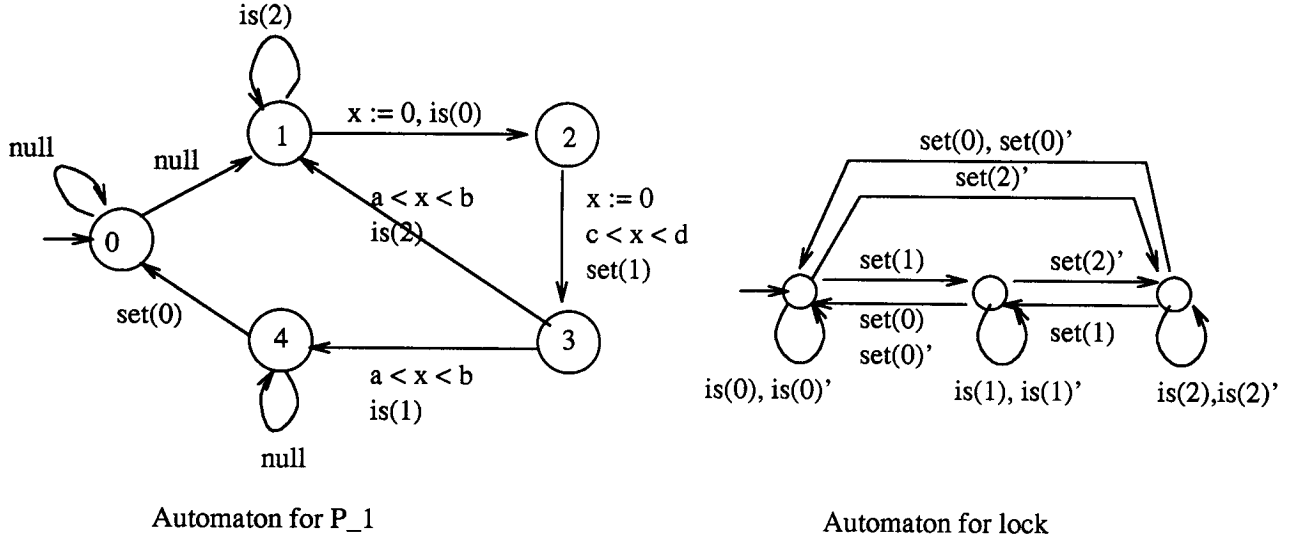 is(2)
1
x := 0, is(0)
2
null
null
0
a < x < b
is(2)
x := 0
c < x < d
set(1)
set(0)
4
3
a < x < b
is(1)
null
Automaton for P_1
set(0), set(0)’
set(2)’
set(1)
set(2)’
set(0)
set(0)’
set(1)
is(0), is(0)’
is(1), is(1)’
is(2),is(2)’
Automaton for lock